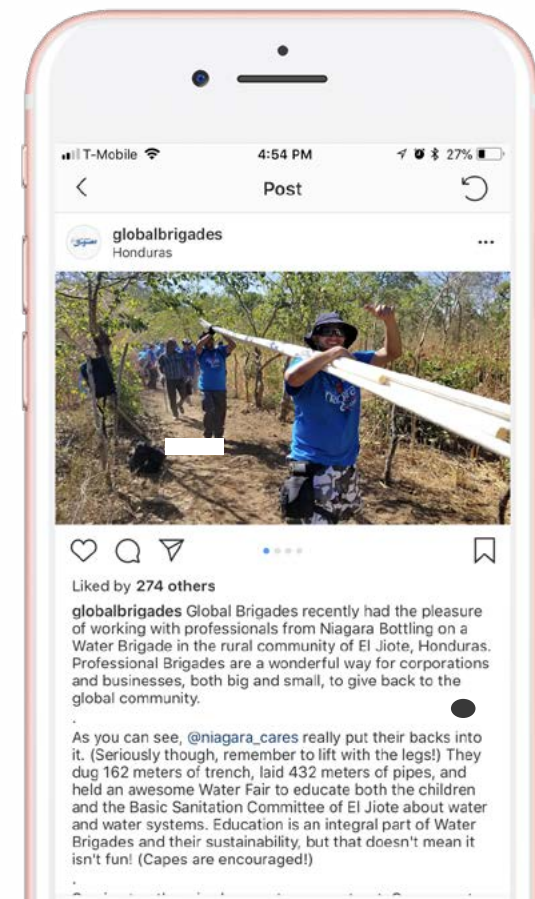 T-Mobile 4:54 PM 27%
Post
globalbrigades
Honduras
niagara
Liked by 274 others
globalbrigades Global Brigades recently had the pleasure
of working with professionals from Niagara Bottling on a
Water Brigade in the rural community of El Jiote, Honduras.
Professional Brigades are a wonderful way for corporations
and businesses, both big and small, to give back to the
global community.
.
As you can see, @niagara_cares really put their backs into
it. (Seriously though, remember to lift with the legs!) They
dug 162 meters of trench, laid 432 meters of pipes, and
held an awesome Water Fair to educate both the children
and the Basic Sanitation Committee of El Jiote about water
and water systems. Education is an integral part of Water
Brigades and their sustainability, but that doesn't mean it
isn't fun! (Capes are encouraged!)
.